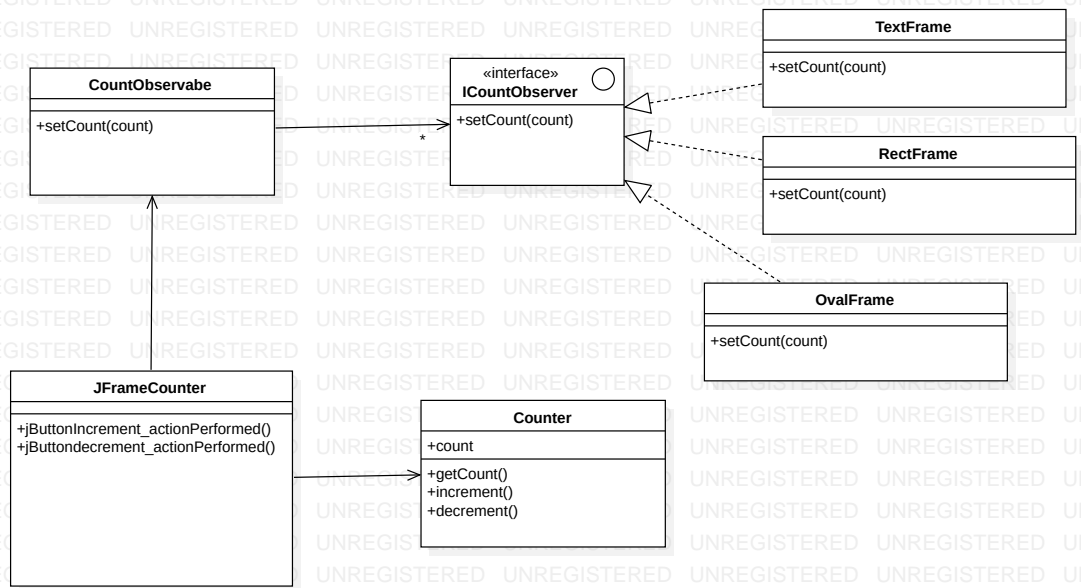 CountObservabe
+setCount(count)
«interface»
ICountObserver
+setCount(count)
*
TextFrame
+setCount(count)
RectFrame
+setCount(count)
OvalFrame
+setCount(count)
JFrameCounter
+jButtonIncrement_actionPerformed()
+jButtondecrement_actionPerformed()
Counter
+count
+getCount()
+increment()
+decrement()
UNREGISTERED